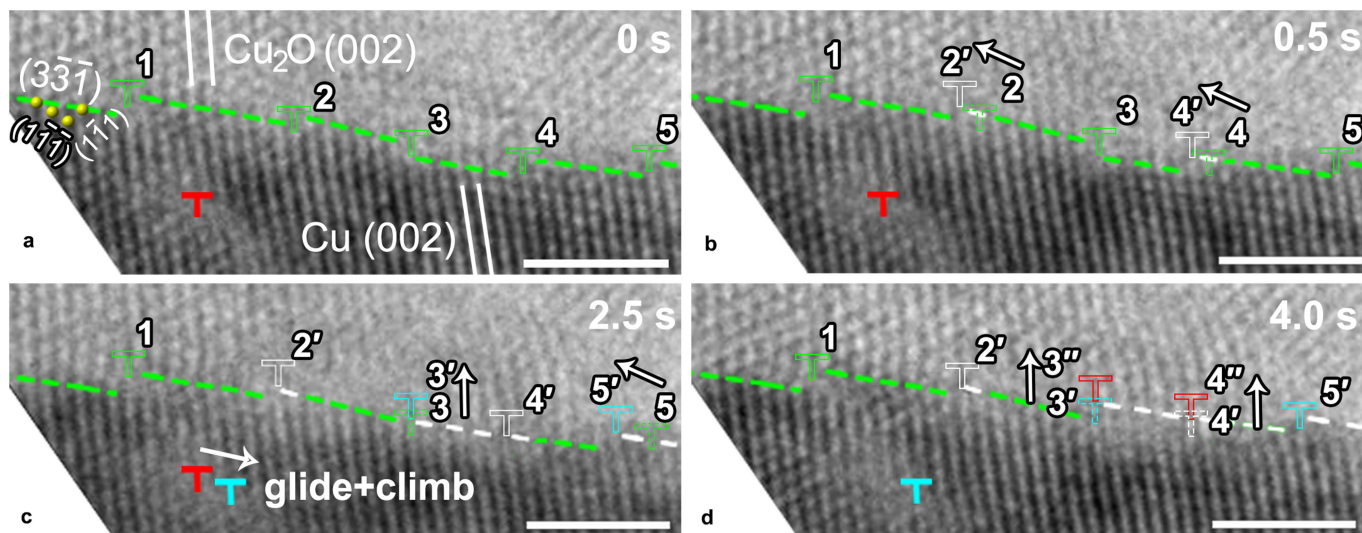 0 s
Cu₂O (002)
1
(33̄1̄)
2
3
4
5
(11̄1̄)
(1̄11)
Cu (002)
a
0.5 s
1
2′
2
3
4′
4
5
b
2.5 s
1
2′
3′
3
4′
5′
5
glide+climb
c
4.0 s
1
2′
3″
3′
4″
4′
5′
d